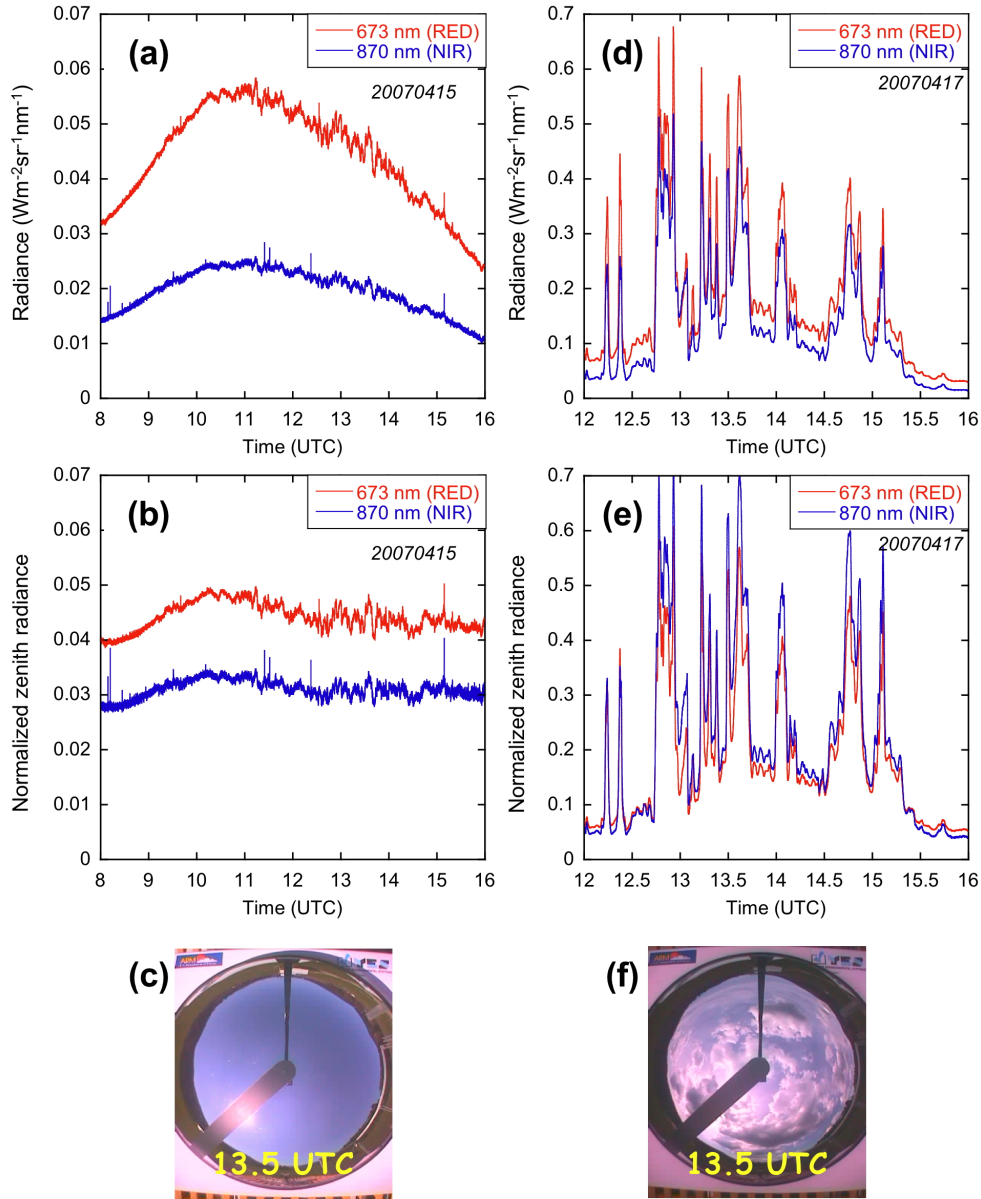 (a)
673 nm (RED)
870 nm (NIR)
20070415
Radiance (Wm-2sr-1nm-1)
0.07
0.06
0.05
0.04
0.03
0.02
0.01
0
8 9 10 11 12 13 14 15 16
Time (UTC)
(d)
673 nm (RED)
870 nm (NIR)
20070417
Radiance (Wm-2sr-1nm-1)
0.7
0.6
0.5
0.4
0.3
0.2
0.1
0
12 12.5 13 13.5 14 14.5 15 15.5 16
Time (UTC)
(b)
673 nm (RED)
870 nm (NIR)
20070415
Normalized zenith radiance
0.07
0.06
0.05
0.04
0.03
0.02
0.01
0
8 9 10 11 12 13 14 15 16
Time (UTC)
(e)
673 nm (RED)
870 nm (NIR)
20070417
Normalized zenith radiance
0.7
0.6
0.5
0.4
0.3
0.2
0.1
0
12 12.5 13 13.5 14 14.5 15 15.5 16
Time (UTC)
(c)
ARM
13.5 UTC
(f)
ARM
13.5 UTC